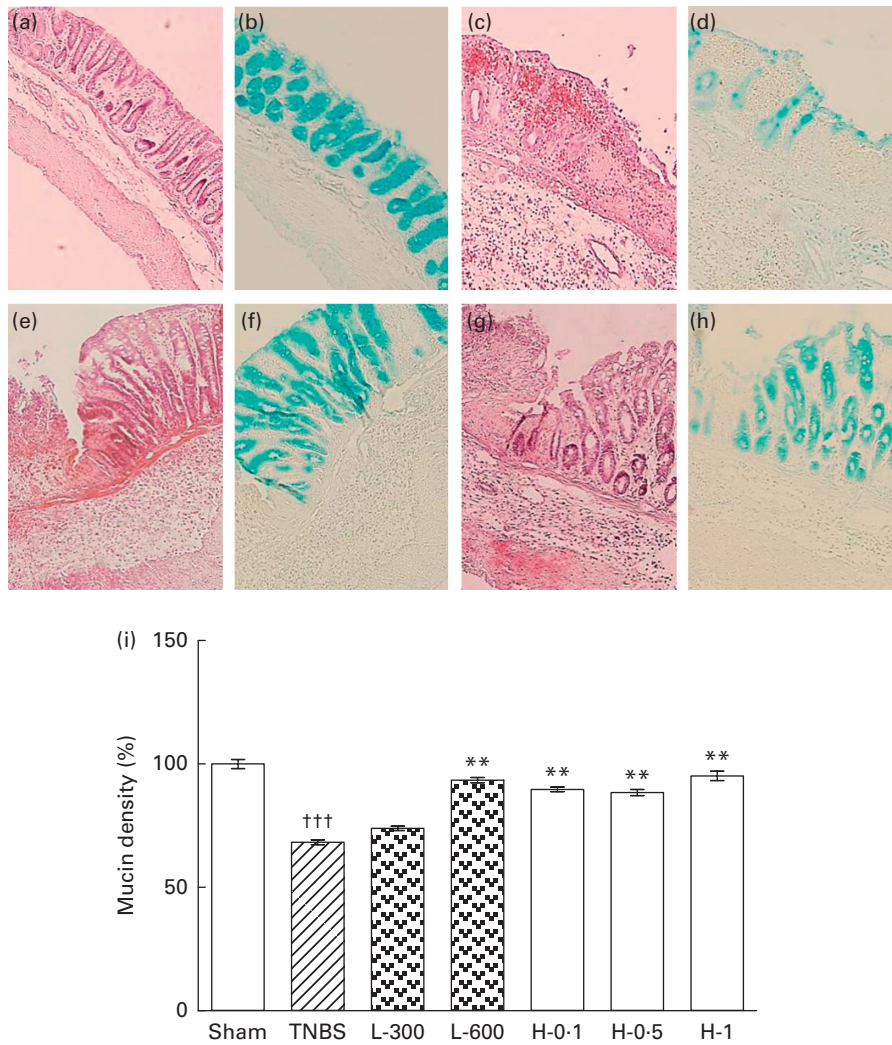 (a) (b) (c) (d)
(e) (f) (g) (h)
(i)
150
100
50
0
Mucin density (%)
†††
**
**
**
**
Sham TNBS L-300 L-600 H-0·1 H-0·5 H-1